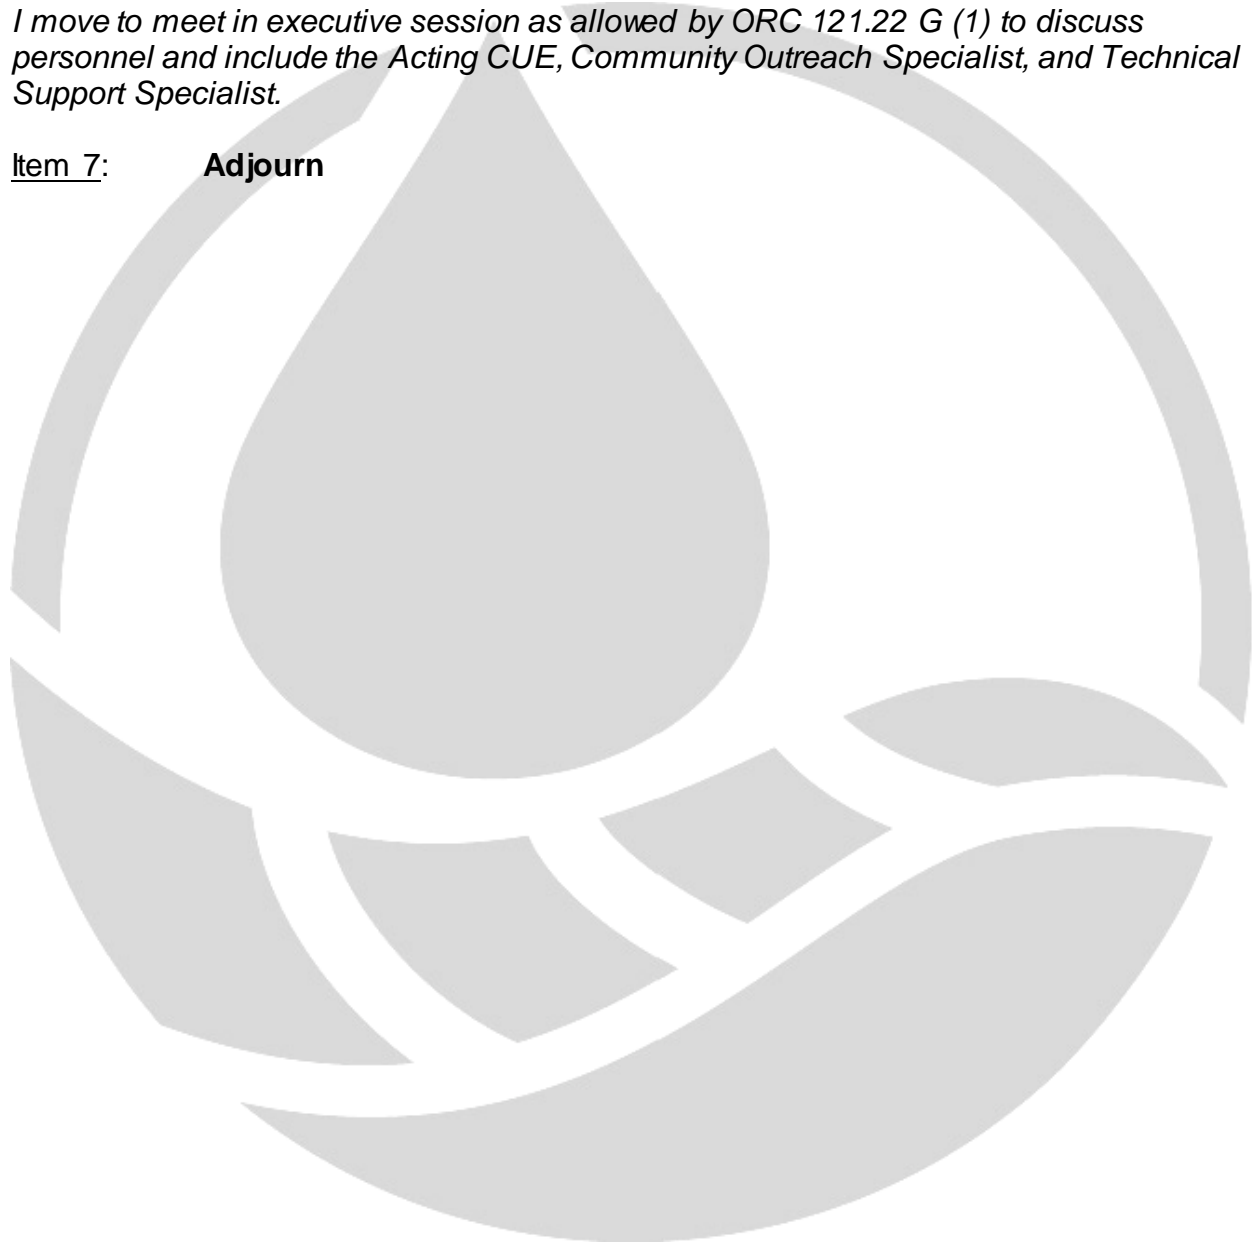 I move to meet in executive session as allowed by ORC 121.22 G (1) to discuss
personnel and include the Acting CUE, Community Outreach Specialist, and Technical
Support Specialist.
Item 7: Adjourn